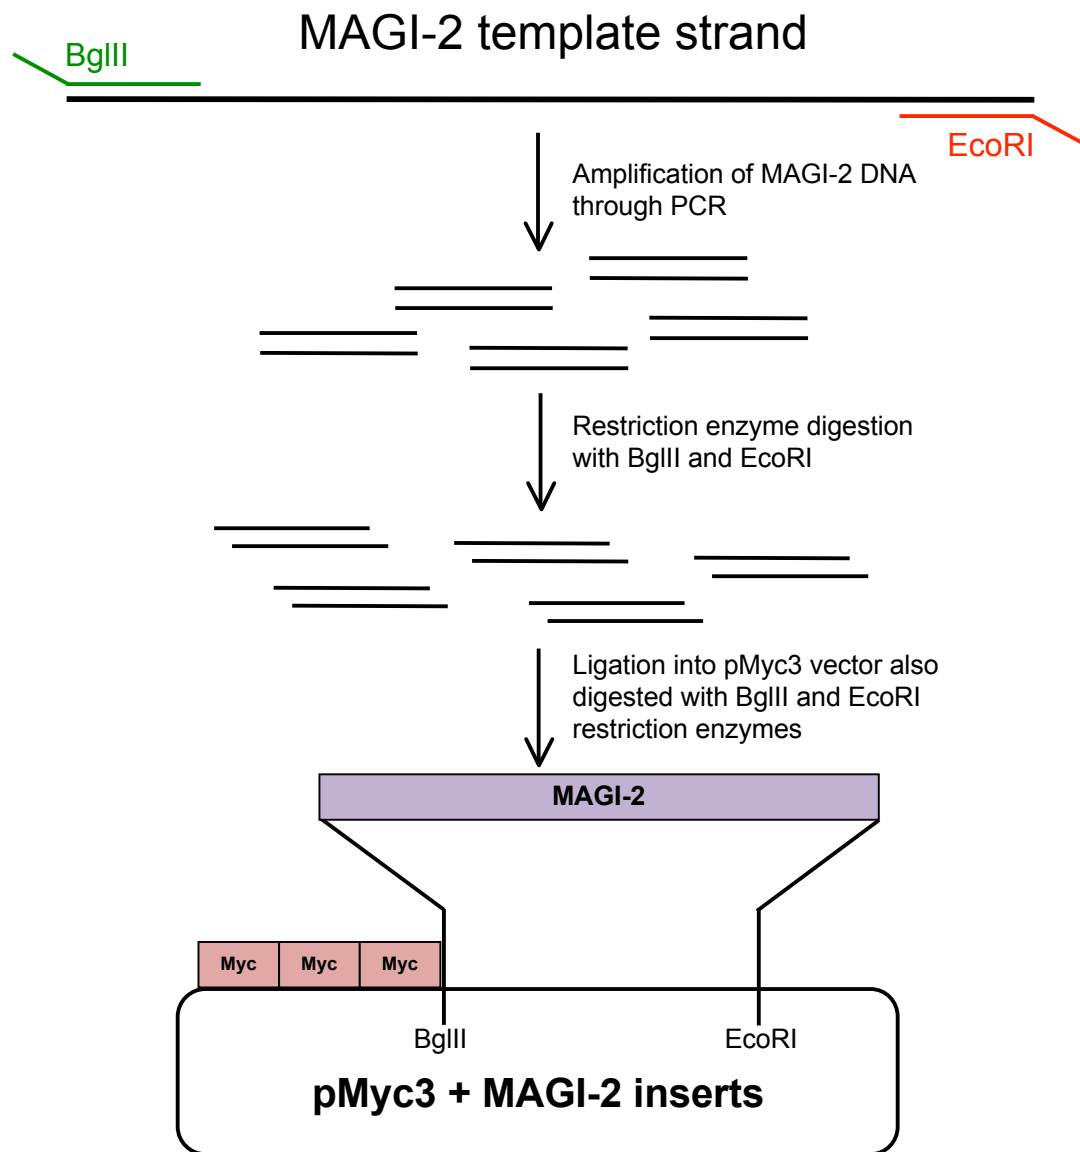 MAGI-2 template strand
BglII
EcoRI
Amplification of MAGI-2 DNA
through PCR
Restriction enzyme digestion
with BglII and EcoRI
Ligation into pMyc3 vector also
digested with BglII and EcoRI
restriction enzymes
MAGI-2
Myc Myc Myc
BglII EcoRI
pMyc3 + MAGI-2 inserts